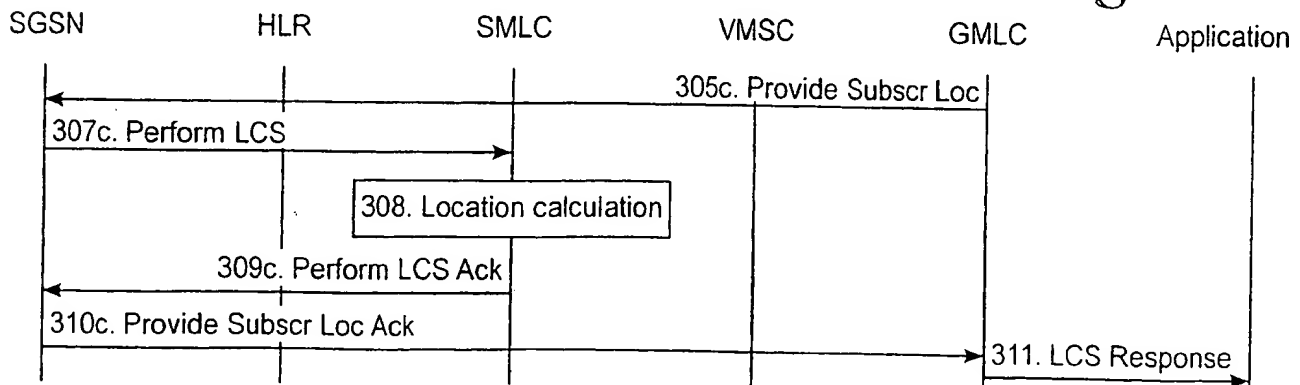 SGSN HLR SMLC VMSC GMLC Application
305c. Provide Subscr Loc
307c. Perform LCS
308. Location calculation
309c. Perform LCS Ack
310c. Provide Subscr Loc Ack
311. LCS Response